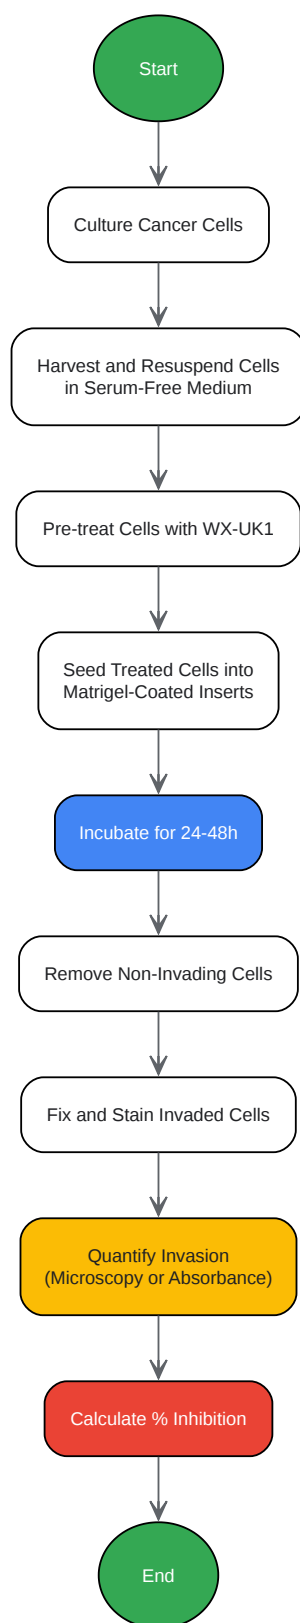 Start
Culture Cancer Cells
Harvest and Resuspend Cells
in Serum-Free Medium
Pre-treat Cells with WX-UK1
Seed Treated Cells into
Matrigel-Coated Inserts
Incubate for 24-48h
Remove Non-Invading Cells
Fix and Stain Invaded Cells
Quantify Invasion
(Microscopy or Absorbance)
Calculate % Inhibition
End